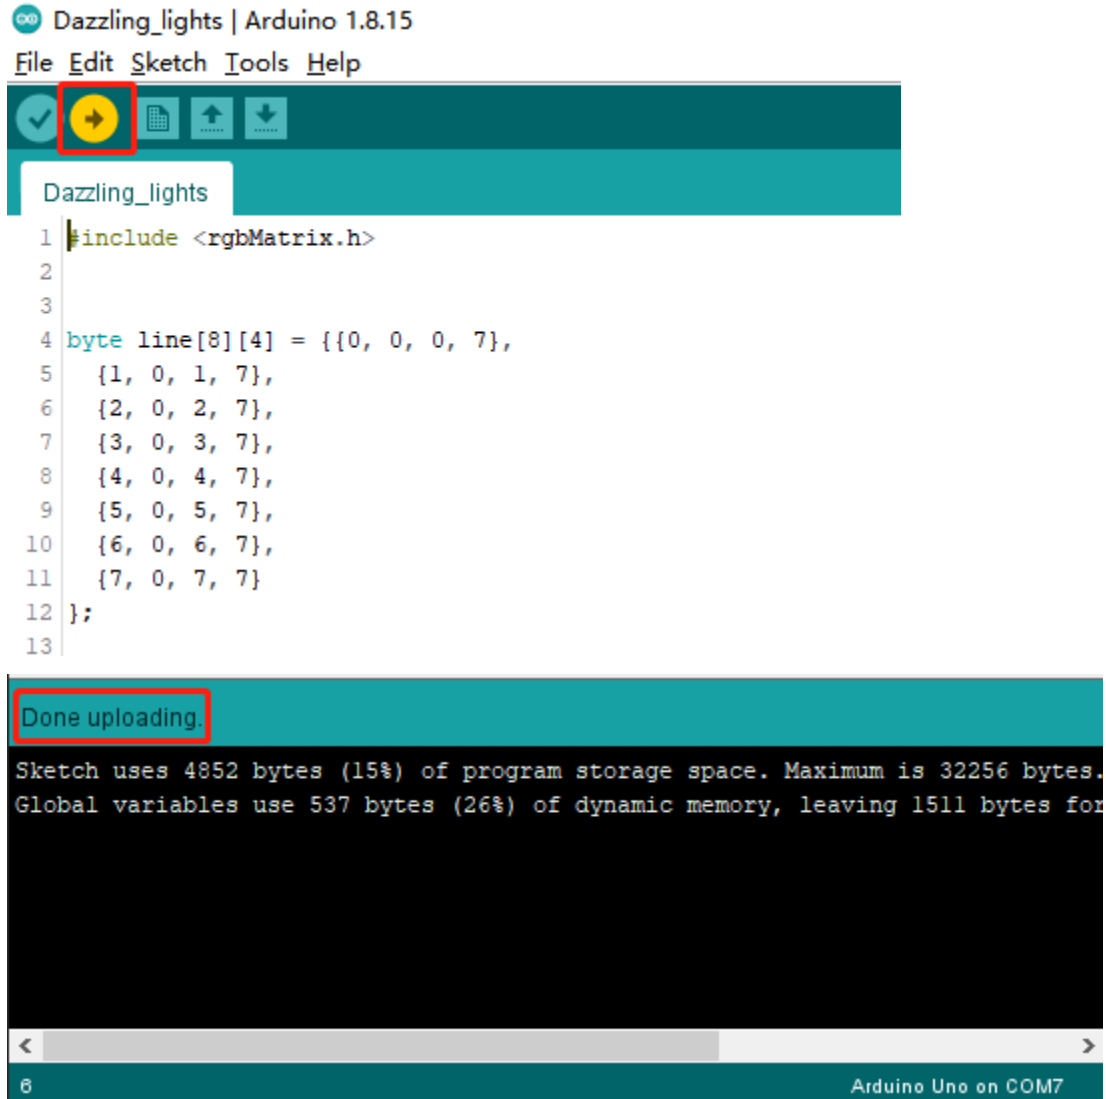 Dazzling_lights | Arduino 1.8.15
File Edit Sketch Tools Help
Dazzling_lights
1 #include <rgbMatrix.h>
2
3
4 byte line[8][4] = {{0, 0, 0, 7},
5 {1, 0, 1, 7},
6 {2, 0, 2, 7},
7 {3, 0, 3, 7},
8 {4, 0, 4, 7},
9 {5, 0, 5, 7},
10 {6, 0, 6, 7},
11 {7, 0, 7, 7}
12 };
13
Done uploading.
Sketch uses 4852 bytes (15%) of program storage space. Maximum is 32256 bytes.
Global variables use 537 bytes (26%) of dynamic memory, leaving 1511 bytes for
6 Arduino Uno on COM7